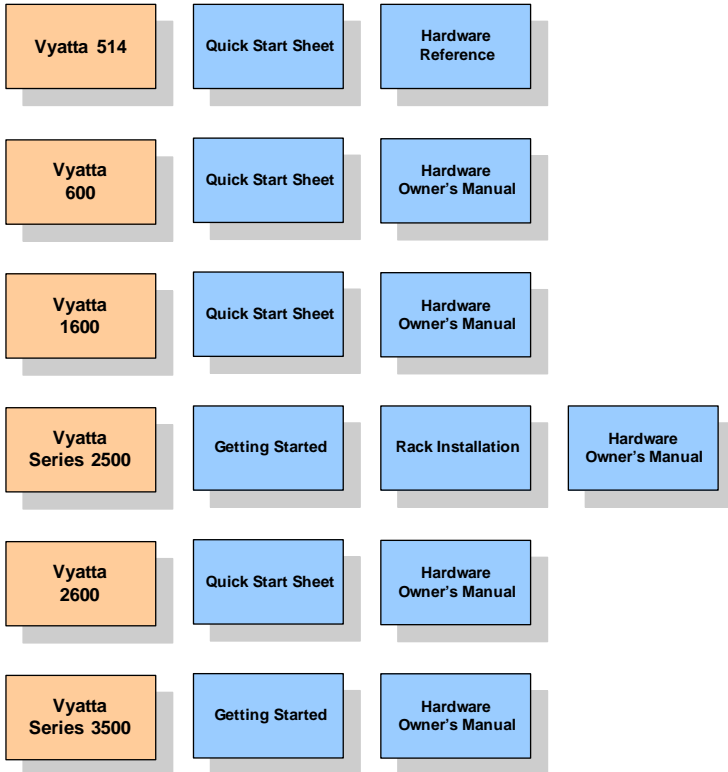 Vyatta 514
Quick Start Sheet
Hardware
Reference
Vyatta
600
Quick Start Sheet
Hardware
Owner's Manual
Vyatta
1600
Quick Start Sheet
Hardware
Owner's Manual
Vyatta
Series 2500
Getting Started
Rack Installation
Hardware
Owner's Manual
Vyatta
2600
Quick Start Sheet
Hardware
Owner's Manual
Vyatta
Series 3500
Getting Started
Hardware
Owner's Manual